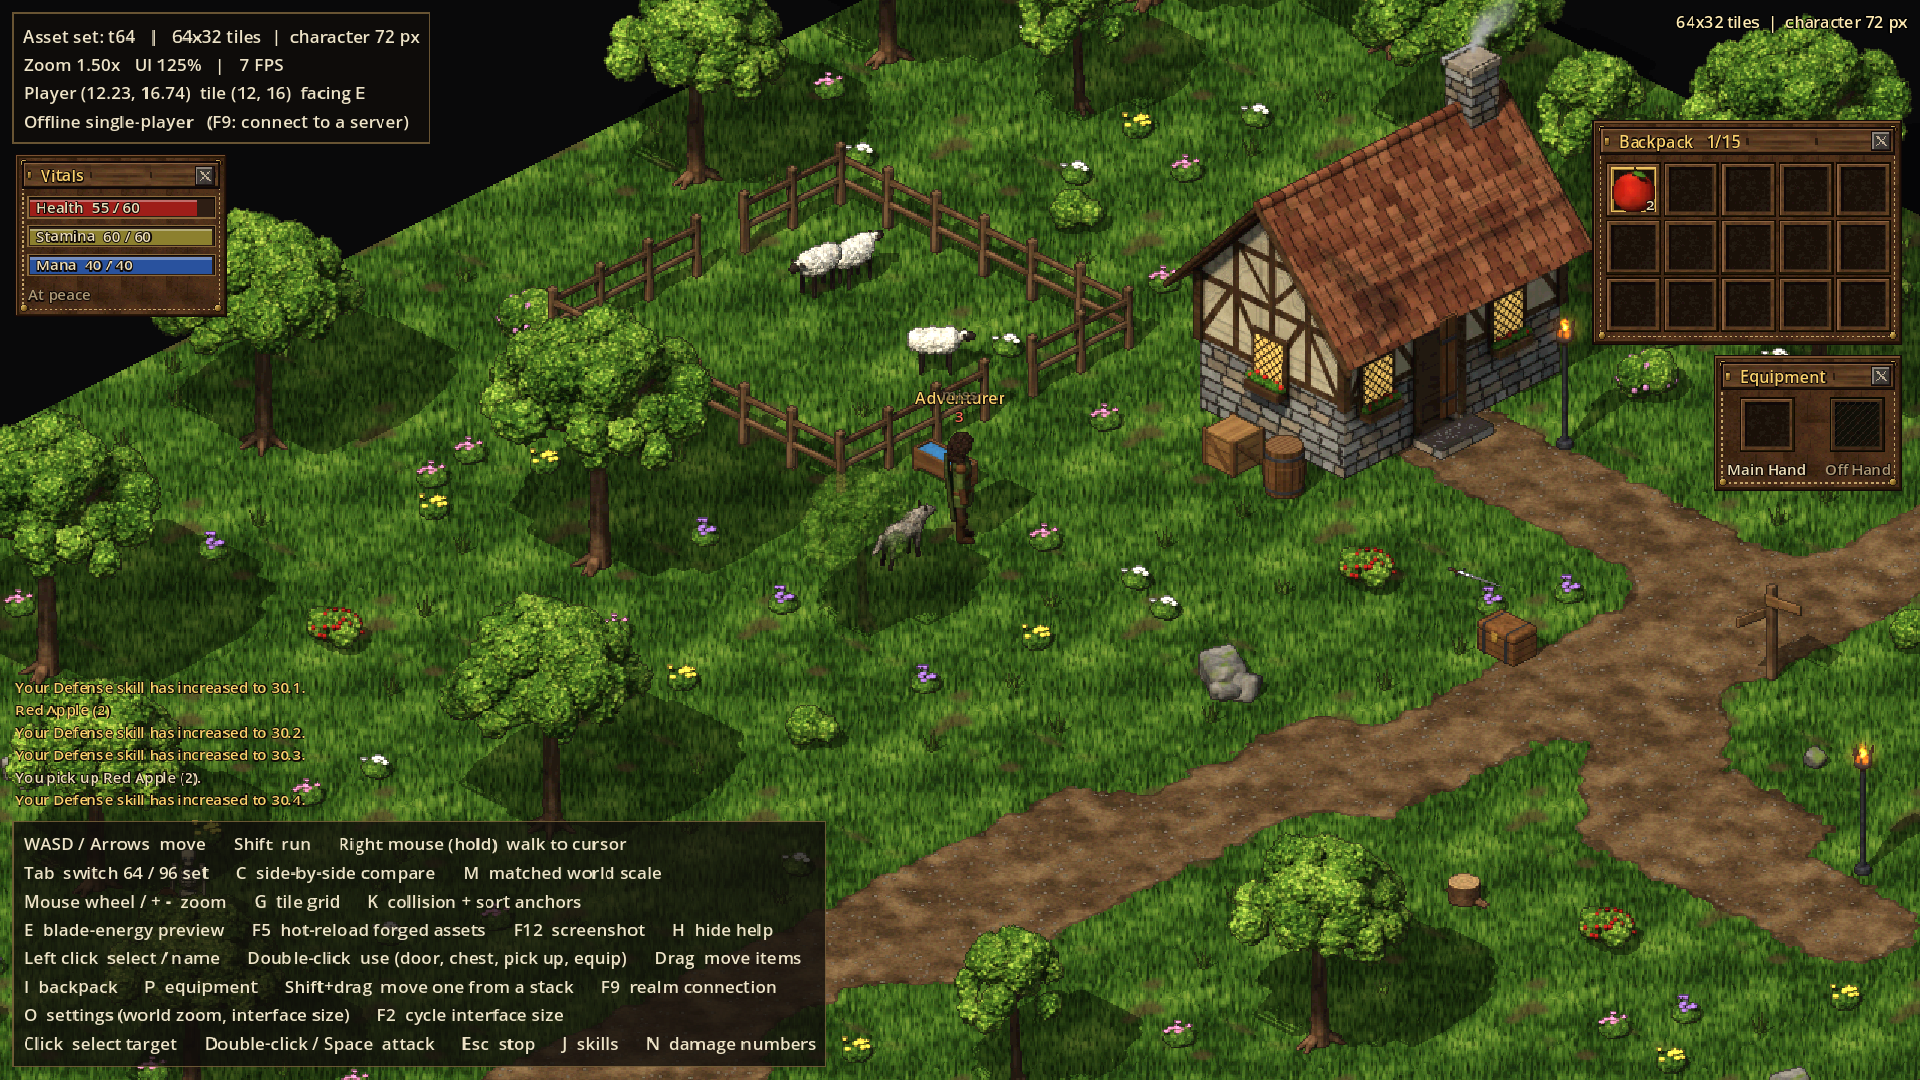 Asset set: t64 | 64x32 tiles | character 72 px
Zoom 1.50x UI 125% | 7 FPS
Player (12.23, 16.74) tile (12, 16) facing E
Offline single-player (F9: connect to a server)
64x32 tiles | character 72 px
Vitals
Health 55 / 60
Stamina 60 / 60
Mana 40 / 40
At peace
Backpack 1/15
2
Equipment
Main Hand Off Hand
Adventurer
3
Your Defense skill has increased to 30.1.
Red Apple (2)
Your Defense skill has increased to 30.2.
Your Defense skill has increased to 30.3.
You pick up Red Apple (2).
Your Defense skill has increased to 30.4.
WASD / Arrows move Shift run Right mouse (hold) walk to cursor
Tab switch 64 / 96 set C side-by-side compare M matched world scale
Mouse wheel / + - zoom G tile grid K collision + sort anchors
E blade-energy preview F5 hot-reload forged assets F12 screenshot H hide help
Left click select / name Double-click use (door, chest, pick up, equip) Drag move items
I backpack P equipment Shift+drag move one from a stack F9 realm connection
O settings (world zoom, interface size) F2 cycle interface size
Click select target Double-click / Space attack Esc stop J skills N damage numbers